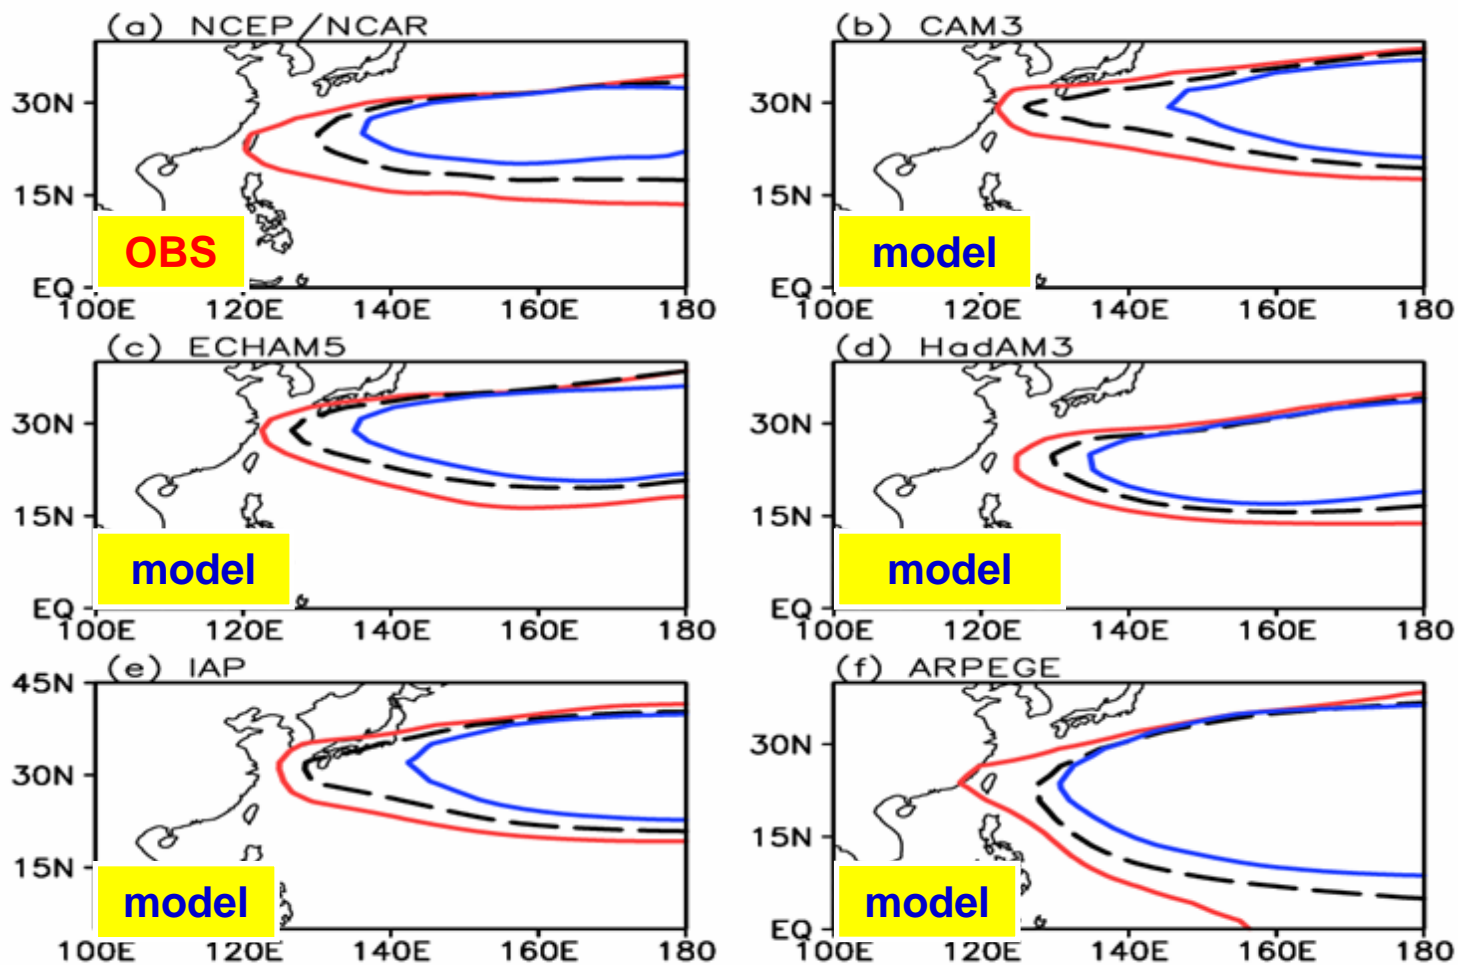 (a) NCEP/NCAR
(b) CAM3
30N
15N
EQ
OBS
100E 120E 140E 160E 180
30N
15N
EQ
model
100E 120E 140E 160E 180
(c) ECHAM5
(d) HadAM3
30N
15N
EQ
model
100E 120E 140E 160E 180
30N
15N
EQ
model
100E 120E 140E 160E 180
(e) IAP
(f) ARPEGE
45N
30N
15N
model
100E 120E 140E 160E 180
30N
15N
EQ
model
100E 120E 140E 160E 180